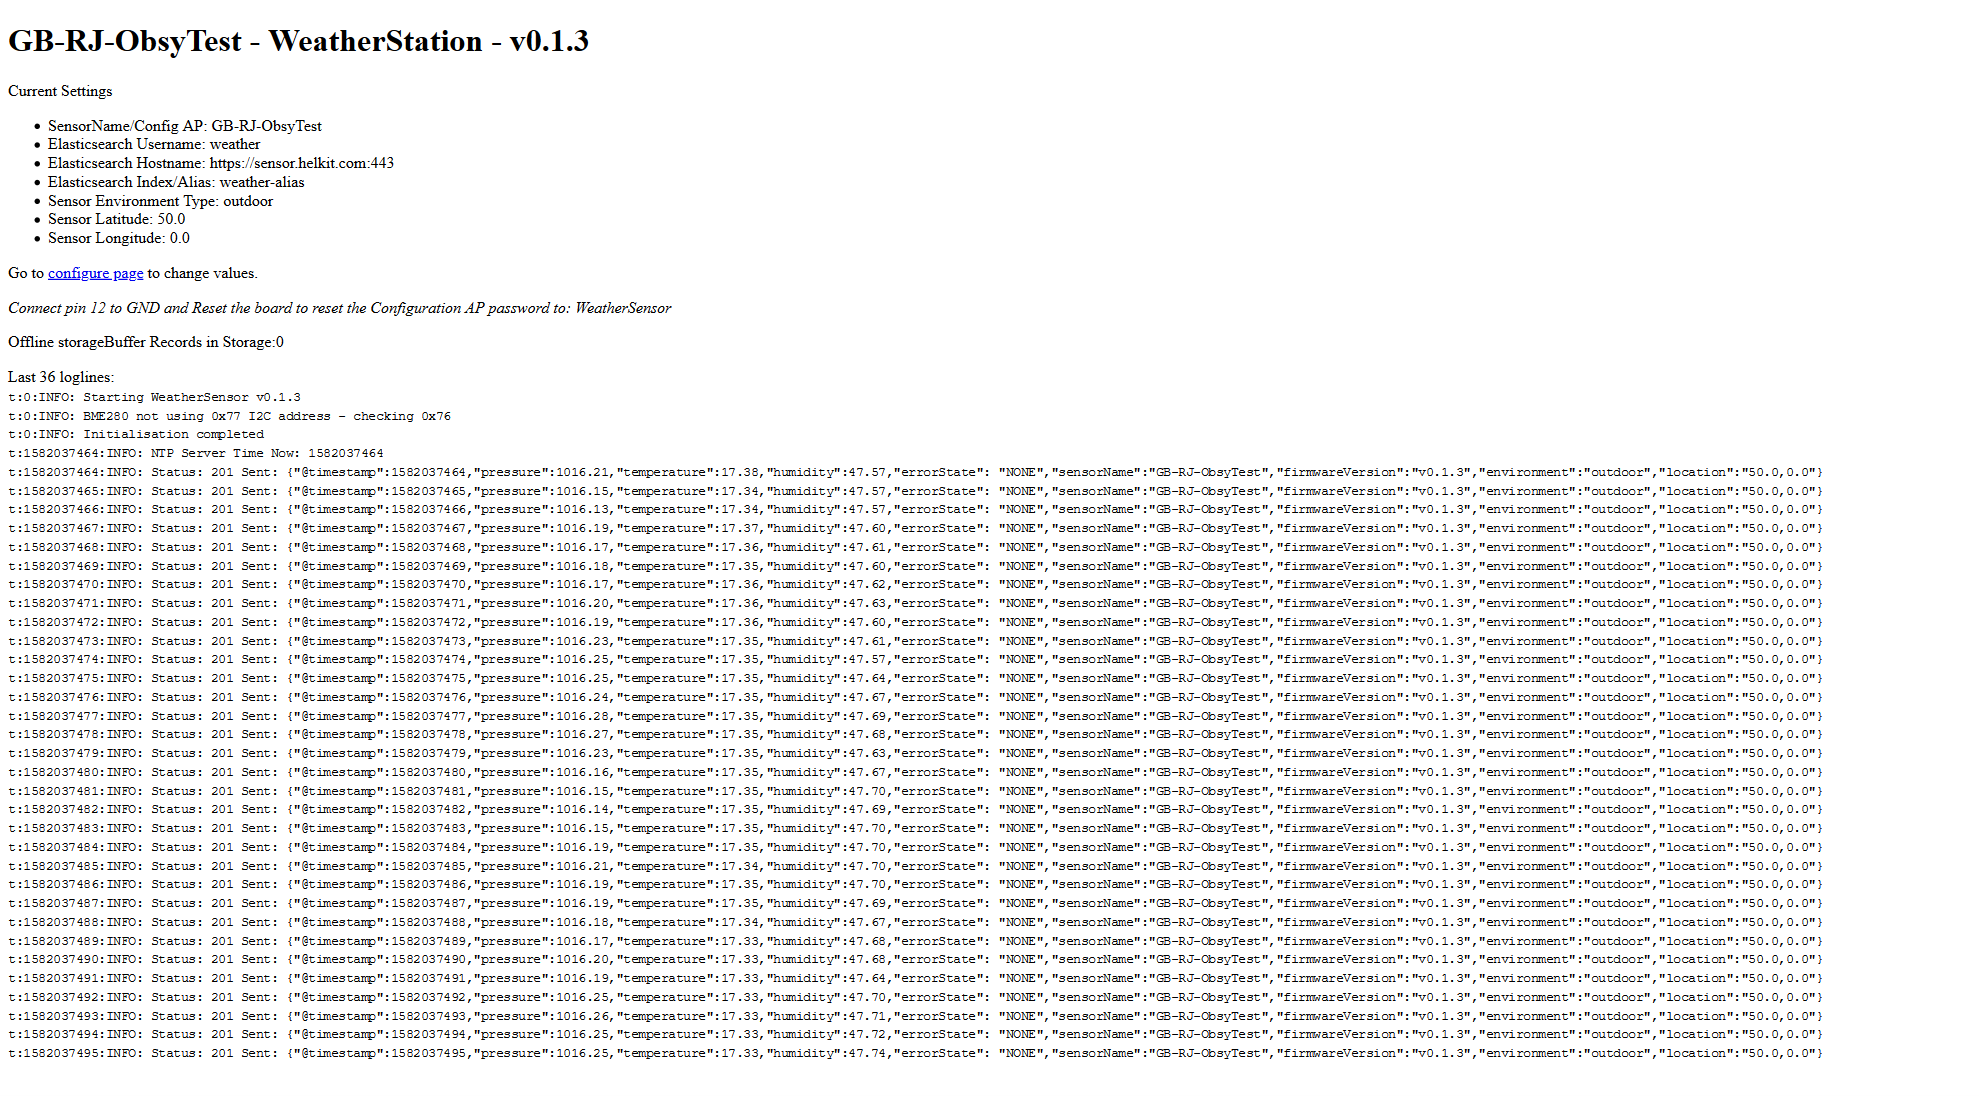 GB-RJ-ObsyTest - WeatherStation - v0.1.3
Current Settings
• SensorName/Config AP: GB-RJ-ObsyTest
• Elasticsearch Username: weather
• Elasticsearch Hostname: https://sensor.helkit.com:443
• Elasticsearch Index/Alias: weather-alias
• Sensor Environment Type: outdoor
• Sensor Latitude: 50.0
• Sensor Longitude: 0.0
Go to configure page to change values.
Connect pin 12 to GND and Reset the board to reset the Configuration AP password to: WeatherSensor
Offline storageBuffer Records in Storage:0
Last 36 loglines:
t:0:INFO: Starting WeatherSensor v0.1.3
t:0:INFO: BME280 not using 0x77 I2C address - checking 0x76
t:0:INFO: Initialisation completed
t:1582037464:INFO: NTP Server Time Now: 1582037464
t:1582037464:INFO: Status: 201 Sent: {"@timestamp":1582037464,"pressure":1016.21,"temperature":17.38,"humidity":47.57,"errorState": "NONE","sensorName":"GB-RJ-ObsyTest","firmwareVersion":"v0.1.3","environment":"outdoor","location":"50.0,0.0"}
t:1582037465:INFO: Status: 201 Sent: {"@timestamp":1582037465,"pressure":1016.15,"temperature":17.34,"humidity":47.57,"errorState": "NONE","sensorName":"GB-RJ-ObsyTest","firmwareVersion":"v0.1.3","environment":"outdoor","location":"50.0,0.0"}
t:1582037466:INFO: Status: 201 Sent: {"@timestamp":1582037466,"pressure":1016.13,"temperature":17.34,"humidity":47.57,"errorState": "NONE","sensorName":"GB-RJ-ObsyTest","firmwareVersion":"v0.1.3","environment":"outdoor","location":"50.0,0.0"}
t:1582037467:INFO: Status: 201 Sent: {"@timestamp":1582037467,"pressure":1016.19,"temperature":17.37,"humidity":47.60,"errorState": "NONE","sensorName":"GB-RJ-ObsyTest","firmwareVersion":"v0.1.3","environment":"outdoor","location":"50.0,0.0"}
t:1582037468:INFO: Status: 201 Sent: {"@timestamp":1582037468,"pressure":1016.17,"temperature":17.36,"humidity":47.61,"errorState": "NONE","sensorName":"GB-RJ-ObsyTest","firmwareVersion":"v0.1.3","environment":"outdoor","location":"50.0,0.0"}
t:1582037469:INFO: Status: 201 Sent: {"@timestamp":1582037469,"pressure":1016.18,"temperature":17.35,"humidity":47.60,"errorState": "NONE","sensorName":"GB-RJ-ObsyTest","firmwareVersion":"v0.1.3","environment":"outdoor","location":"50.0,0.0"}
t:1582037470:INFO: Status: 201 Sent: {"@timestamp":1582037470,"pressure":1016.17,"temperature":17.36,"humidity":47.62,"errorState": "NONE","sensorName":"GB-RJ-ObsyTest","firmwareVersion":"v0.1.3","environment":"outdoor","location":"50.0,0.0"}
t:1582037471:INFO: Status: 201 Sent: {"@timestamp":1582037471,"pressure":1016.20,"temperature":17.36,"humidity":47.63,"errorState": "NONE","sensorName":"GB-RJ-ObsyTest","firmwareVersion":"v0.1.3","environment":"outdoor","location":"50.0,0.0"}
t:1582037472:INFO: Status: 201 Sent: {"@timestamp":1582037472,"pressure":1016.19,"temperature":17.36,"humidity":47.60,"errorState": "NONE","sensorName":"GB-RJ-ObsyTest","firmwareVersion":"v0.1.3","environment":"outdoor","location":"50.0,0.0"}
t:1582037473:INFO: Status: 201 Sent: {"@timestamp":1582037473,"pressure":1016.23,"temperature":17.35,"humidity":47.61,"errorState": "NONE","sensorName":"GB-RJ-ObsyTest","firmwareVersion":"v0.1.3","environment":"outdoor","location":"50.0,0.0"}
t:1582037474:INFO: Status: 201 Sent: {"@timestamp":1582037474,"pressure":1016.25,"temperature":17.35,"humidity":47.57,"errorState": "NONE","sensorName":"GB-RJ-ObsyTest","firmwareVersion":"v0.1.3","environment":"outdoor","location":"50.0,0.0"}
t:1582037475:INFO: Status: 201 Sent: {"@timestamp":1582037475,"pressure":1016.25,"temperature":17.35,"humidity":47.64,"errorState": "NONE","sensorName":"GB-RJ-ObsyTest","firmwareVersion":"v0.1.3","environment":"outdoor","location":"50.0,0.0"}
t:1582037476:INFO: Status: 201 Sent: {"@timestamp":1582037476,"pressure":1016.24,"temperature":17.35,"humidity":47.67,"errorState": "NONE","sensorName":"GB-RJ-ObsyTest","firmwareVersion":"v0.1.3","environment":"outdoor","location":"50.0,0.0"}
t:1582037477:INFO: Status: 201 Sent: {"@timestamp":1582037477,"pressure":1016.28,"temperature":17.35,"humidity":47.69,"errorState": "NONE","sensorName":"GB-RJ-ObsyTest","firmwareVersion":"v0.1.3","environment":"outdoor","location":"50.0,0.0"}
t:1582037478:INFO: Status: 201 Sent: {"@timestamp":1582037478,"pressure":1016.27,"temperature":17.35,"humidity":47.68,"errorState": "NONE","sensorName":"GB-RJ-ObsyTest","firmwareVersion":"v0.1.3","environment":"outdoor","location":"50.0,0.0"}
t:1582037479:INFO: Status: 201 Sent: {"@timestamp":1582037479,"pressure":1016.23,"temperature":17.35,"humidity":47.63,"errorState": "NONE","sensorName":"GB-RJ-ObsyTest","firmwareVersion":"v0.1.3","environment":"outdoor","location":"50.0,0.0"}
t:1582037480:INFO: Status: 201 Sent: {"@timestamp":1582037480,"pressure":1016.16,"temperature":17.35,"humidity":47.67,"errorState": "NONE","sensorName":"GB-RJ-ObsyTest","firmwareVersion":"v0.1.3","environment":"outdoor","location":"50.0,0.0"}
t:1582037481:INFO: Status: 201 Sent: {"@timestamp":1582037481,"pressure":1016.15,"temperature":17.35,"humidity":47.70,"errorState": "NONE","sensorName":"GB-RJ-ObsyTest","firmwareVersion":"v0.1.3","environment":"outdoor","location":"50.0,0.0"}
t:1582037482:INFO: Status: 201 Sent: {"@timestamp":1582037482,"pressure":1016.14,"temperature":17.35,"humidity":47.69,"errorState": "NONE","sensorName":"GB-RJ-ObsyTest","firmwareVersion":"v0.1.3","environment":"outdoor","location":"50.0,0.0"}
t:1582037483:INFO: Status: 201 Sent: {"@timestamp":1582037483,"pressure":1016.15,"temperature":17.35,"humidity":47.70,"errorState": "NONE","sensorName":"GB-RJ-ObsyTest","firmwareVersion":"v0.1.3","environment":"outdoor","location":"50.0,0.0"}
t:1582037484:INFO: Status: 201 Sent: {"@timestamp":1582037484,"pressure":1016.19,"temperature":17.35,"humidity":47.70,"errorState": "NONE","sensorName":"GB-RJ-ObsyTest","firmwareVersion":"v0.1.3","environment":"outdoor","location":"50.0,0.0"}
t:1582037485:INFO: Status: 201 Sent: {"@timestamp":1582037485,"pressure":1016.21,"temperature":17.34,"humidity":47.70,"errorState": "NONE","sensorName":"GB-RJ-ObsyTest","firmwareVersion":"v0.1.3","environment":"outdoor","location":"50.0,0.0"}
t:1582037486:INFO: Status: 201 Sent: {"@timestamp":1582037486,"pressure":1016.19,"temperature":17.35,"humidity":47.70,"errorState": "NONE","sensorName":"GB-RJ-ObsyTest","firmwareVersion":"v0.1.3","environment":"outdoor","location":"50.0,0.0"}
t:1582037487:INFO: Status: 201 Sent: {"@timestamp":1582037487,"pressure":1016.19,"temperature":17.35,"humidity":47.69,"errorState": "NONE","sensorName":"GB-RJ-ObsyTest","firmwareVersion":"v0.1.3","environment":"outdoor","location":"50.0,0.0"}
t:1582037488:INFO: Status: 201 Sent: {"@timestamp":1582037488,"pressure":1016.18,"temperature":17.34,"humidity":47.67,"errorState": "NONE","sensorName":"GB-RJ-ObsyTest","firmwareVersion":"v0.1.3","environment":"outdoor","location":"50.0,0.0"}
t:1582037489:INFO: Status: 201 Sent: {"@timestamp":1582037489,"pressure":1016.17,"temperature":17.33,"humidity":47.68,"errorState": "NONE","sensorName":"GB-RJ-ObsyTest","firmwareVersion":"v0.1.3","environment":"outdoor","location":"50.0,0.0"}
t:1582037490:INFO: Status: 201 Sent: {"@timestamp":1582037490,"pressure":1016.20,"temperature":17.33,"humidity":47.68,"errorState": "NONE","sensorName":"GB-RJ-ObsyTest","firmwareVersion":"v0.1.3","environment":"outdoor","location":"50.0,0.0"}
t:1582037491:INFO: Status: 201 Sent: {"@timestamp":1582037491,"pressure":1016.19,"temperature":17.33,"humidity":47.64,"errorState": "NONE","sensorName":"GB-RJ-ObsyTest","firmwareVersion":"v0.1.3","environment":"outdoor","location":"50.0,0.0"}
t:1582037492:INFO: Status: 201 Sent: {"@timestamp":1582037492,"pressure":1016.25,"temperature":17.33,"humidity":47.70,"errorState": "NONE","sensorName":"GB-RJ-ObsyTest","firmwareVersion":"v0.1.3","environment":"outdoor","location":"50.0,0.0"}
t:1582037493:INFO: Status: 201 Sent: {"@timestamp":1582037493,"pressure":1016.26,"temperature":17.33,"humidity":47.71,"errorState": "NONE","sensorName":"GB-RJ-ObsyTest","firmwareVersion":"v0.1.3","environment":"outdoor","location":"50.0,0.0"}
t:1582037494:INFO: Status: 201 Sent: {"@timestamp":1582037494,"pressure":1016.25,"temperature":17.33,"humidity":47.72,"errorState": "NONE","sensorName":"GB-RJ-ObsyTest","firmwareVersion":"v0.1.3","environment":"outdoor","location":"50.0,0.0"}
t:1582037495:INFO: Status: 201 Sent: {"@timestamp":1582037495,"pressure":1016.25,"temperature":17.33,"humidity":47.74,"errorState": "NONE","sensorName":"GB-RJ-ObsyTest","firmwareVersion":"v0.1.3","environment":"outdoor","location":"50.0,0.0"}